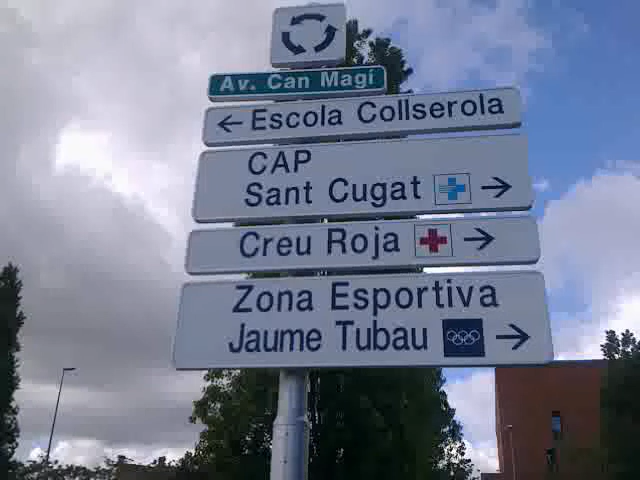 Av. Can Magí
Escola Collserola
CAP
Sant Cugat
Creu Roja
Zona Esportiva
Jaume Tubau